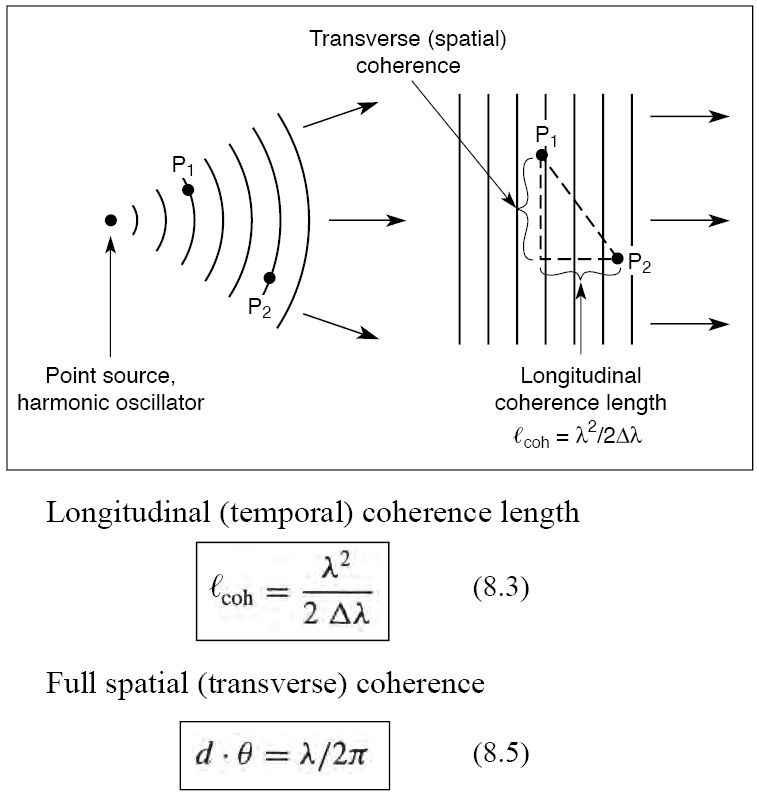 Transverse (spatial)
coherence
P₁
P₂
Point source,
harmonic oscillator
P₁
P₂
Longitudinal
coherence length
ℓcoh = λ²/2Δλ
Longitudinal (temporal) coherence length
ℓcoh = λ² / 2 Δλ (8.3)
Full spatial (transverse) coherence
d · θ = λ/2π (8.5)